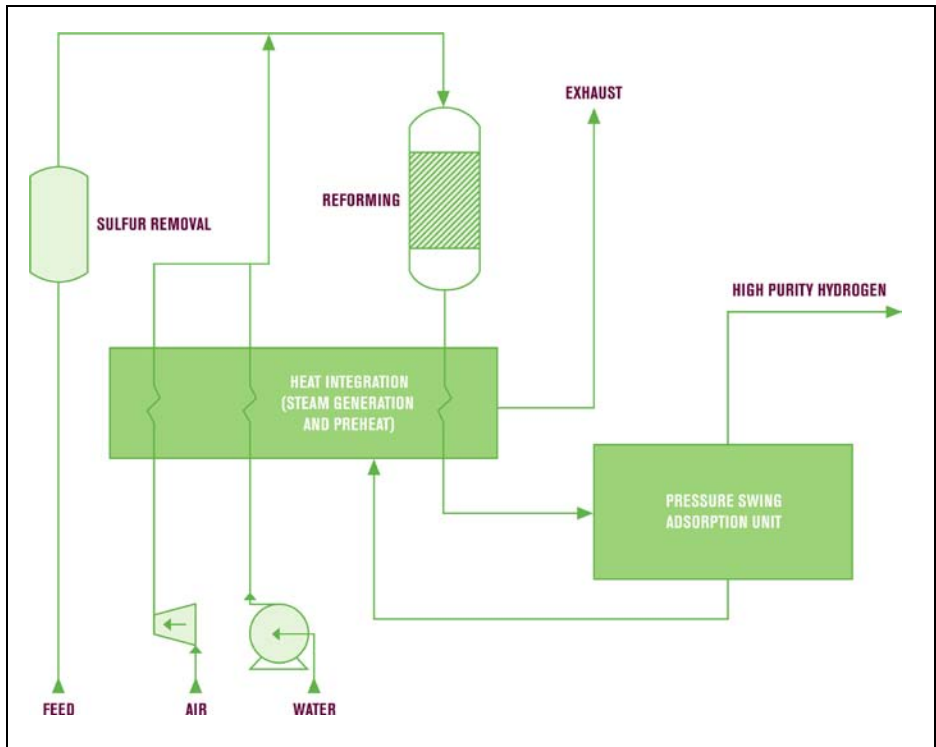 EXHAUST
REFORMING
SULFUR REMOVAL
HIGH PURITY HYDROGEN
HEAT INTEGRATION
(STEAM GENERATION
AND PREHEAT)
PRESSURE SWING
ADSORPTION UNIT
FEED
AIR
WATER